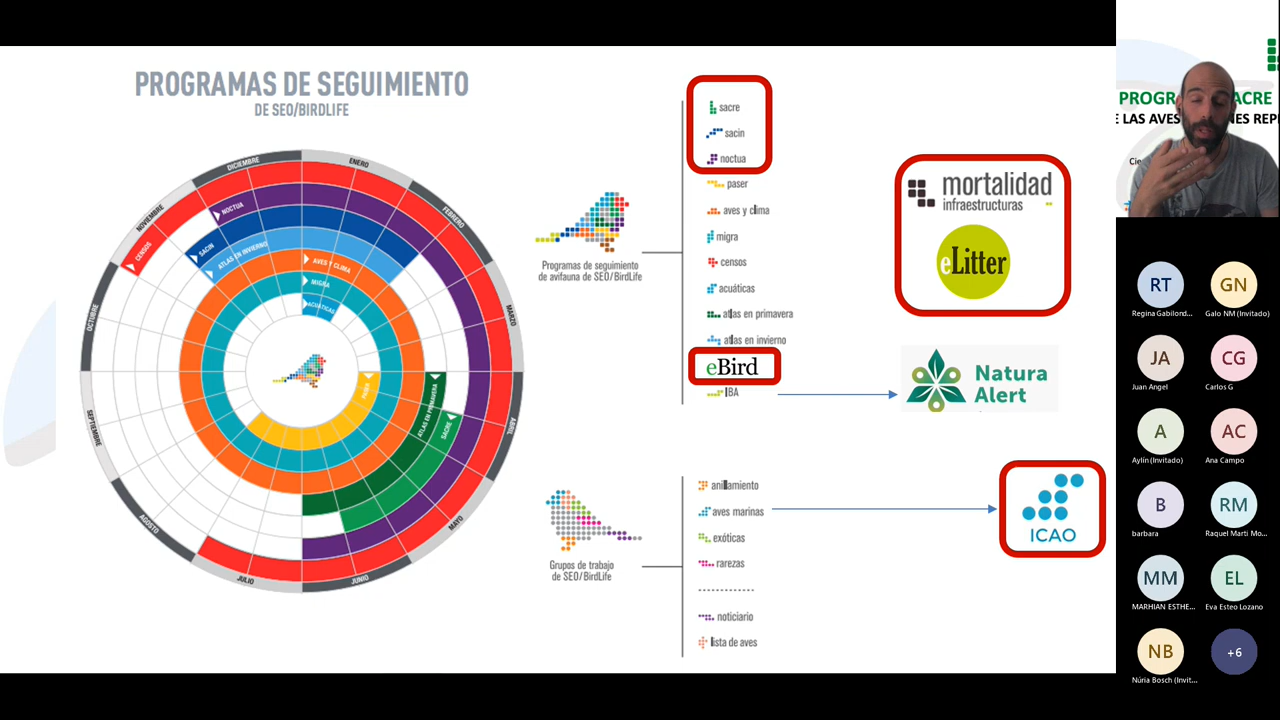 PROGRAMAS DE SEGUIMIENTO
DE SEO/BIRDLIFE
DICIEMBRE
ENERO
FEBRERO
MARZO
ABRIL
MAYO
JUNIO
JULIO
AGOSTO
SEPTIEMBRE
OCTUBRE
NOVIEMBRE
CENSOS
NOCTUA
SACIN
ATLAS EN INVIERNO
AVES Y CLIMA
MIGRA
ACUÁTICAS
PASER
ATLAS EN PRIMAVERA
SACRE
Programas de seguimiento
de avifauna de SEO/BirdLife
sacre
sacin
noctua
paser
aves y clima
migra
censos
acuáticas
atlas en primavera
atlas en invierno
eBird
IBA
mortalidad
infraestructuras
eLitter
Natura
Alert
Grupos de trabajo
de SEO/BirdLife
anillamiento
aves marinas
exóticas
rarezas
noticiario
lista de aves
ICAO
PROGR ACRE
E LAS AVES NES REP
Cie
RT
Regina Gabilond...
GN
Galo NM (Invitado)
JA
Juan Angel
CG
Carlos G
A
Aylín (Invitado)
AC
Ana Campo
B
barbara
RM
Raquel Martí Mo...
MM
MARHIAN ESTHE...
EL
Eva Esteo Lozano
NB
Núria Bosch (Invit...
+6